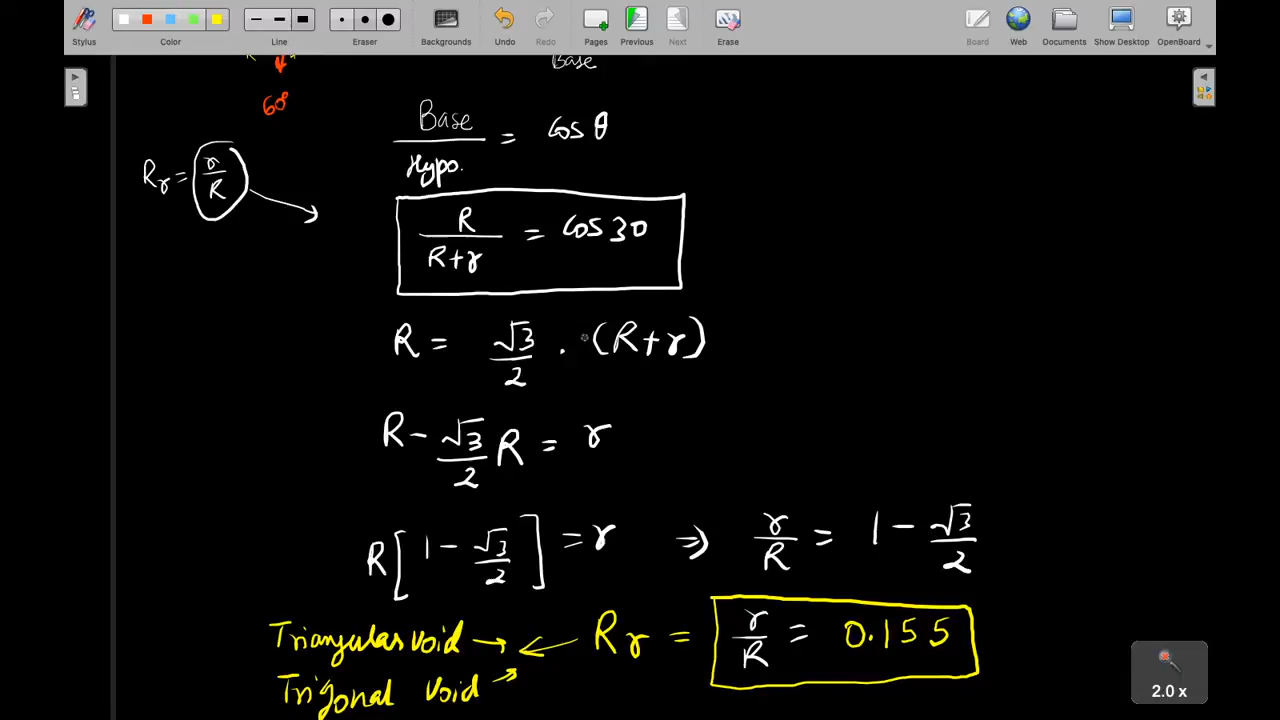 Stylus Color Line Eraser Backgrounds Undo Redo Pages Previous Next Erase Board Web Documents Show Desktop OpenBoard
Base
60°
Base
Hypo.
= cos θ
Rr = r/R
R/(R+r) = cos 30
R = √3/2 . (R+r)
R - √3/2 R = r
R[1 - √3/2] = r ⇒ r/R = 1 - √3/2
Triangular void → ← Rr = r/R = 0.155
Trigonal void →
2.0 x